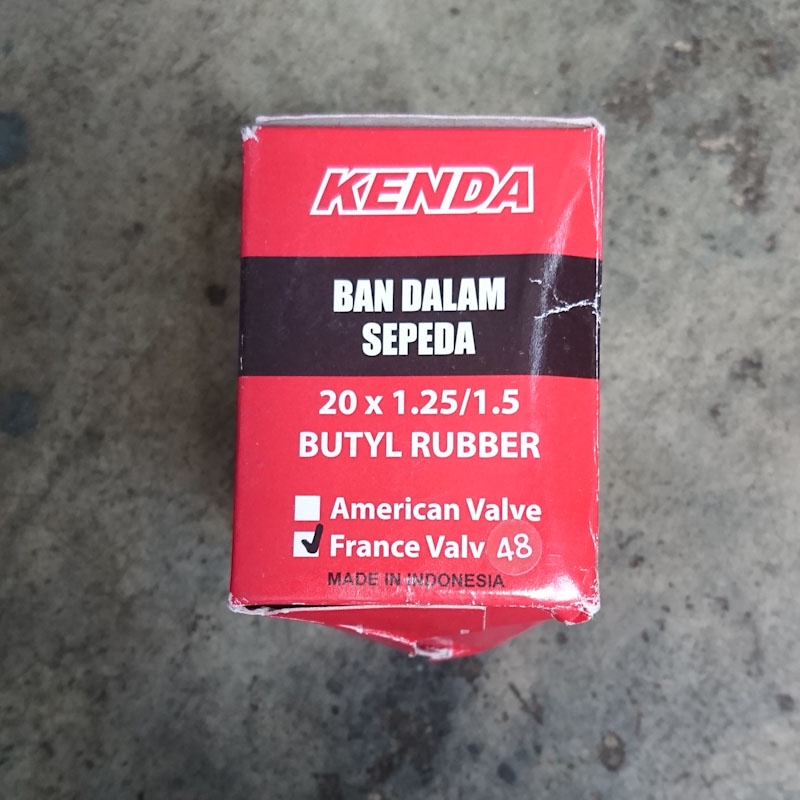 KENDA
BAN DALAM
SEPEDA
20 x 1.25/1.5
BUTYL RUBBER
American Valve
France Valv 48
MADE IN INDONESIA